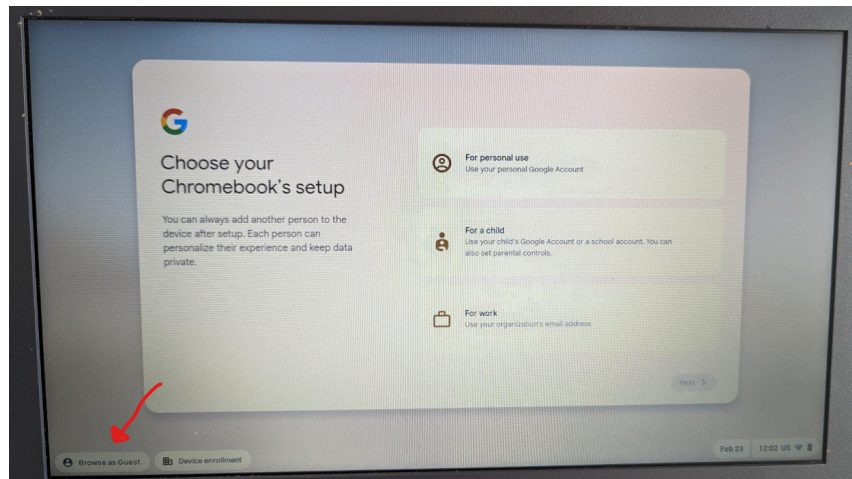 Choose your
Chromebook's setup
You can always add another person to the
device after setup. Each person can
personalize their experience and keep data
private.
For personal use
Use your personal Google Account
For a child
Use your child's Google Account or a school account. You can
also set parental controls.
For work
Use your organization's email address
Next
Browse as Guest
Device enrollment
Feb 23
12:02 US